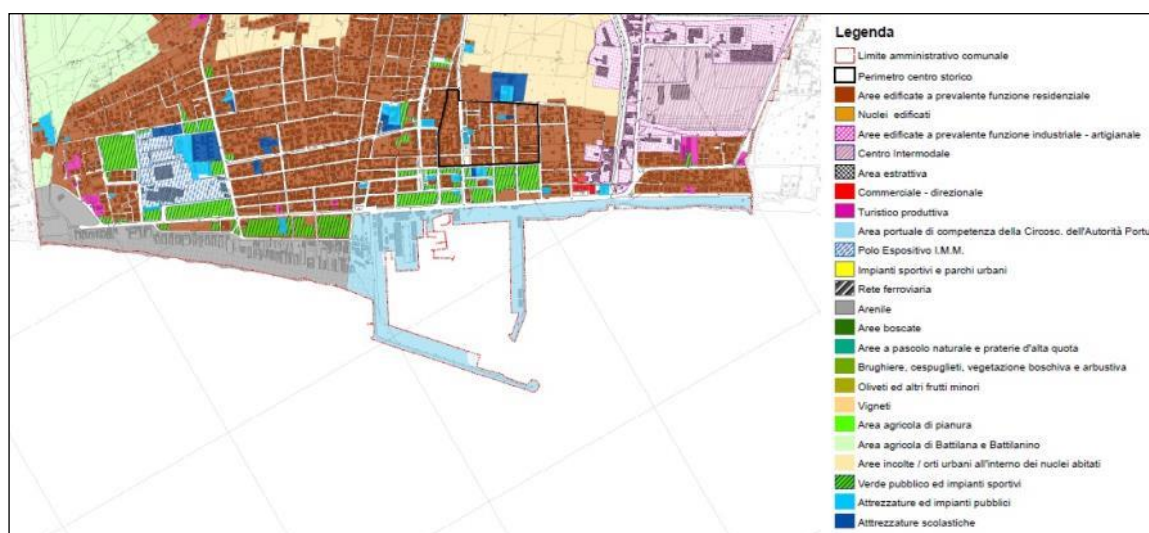 Legenda
Limite amministrativo comunale
Perimetro centro storico
Aree edificate a prevalente funzione residenziale
Nuclei edificati
Aree edificate a prevalente funzione industriale - artigianale
Centro Intermodale
Area estrattiva
Commerciale - direzionale
Turistico produttiva
Area portuale di competenza della Circosc. dell'Autorità Portu
Polo Espositivo I.M.M.
Impianti sportivi e parchi urbani
Rete ferroviaria
Arenile
Aree boscate
Aree a pascolo naturale e praterie d'alta quota
Brughiere, cespuglieti, vegetazione boschiva e arbustiva
Oliveti ed altri frutti minori
Vigneti
Area agricola di pianura
Area agricola di Battilana e Battilanino
Aree incolte / orti urbani all'interno dei nuclei abitati
Verde pubblico ed impianti sportivi
Attrezzature ed impianti pubblici
Attrezzature scolastiche